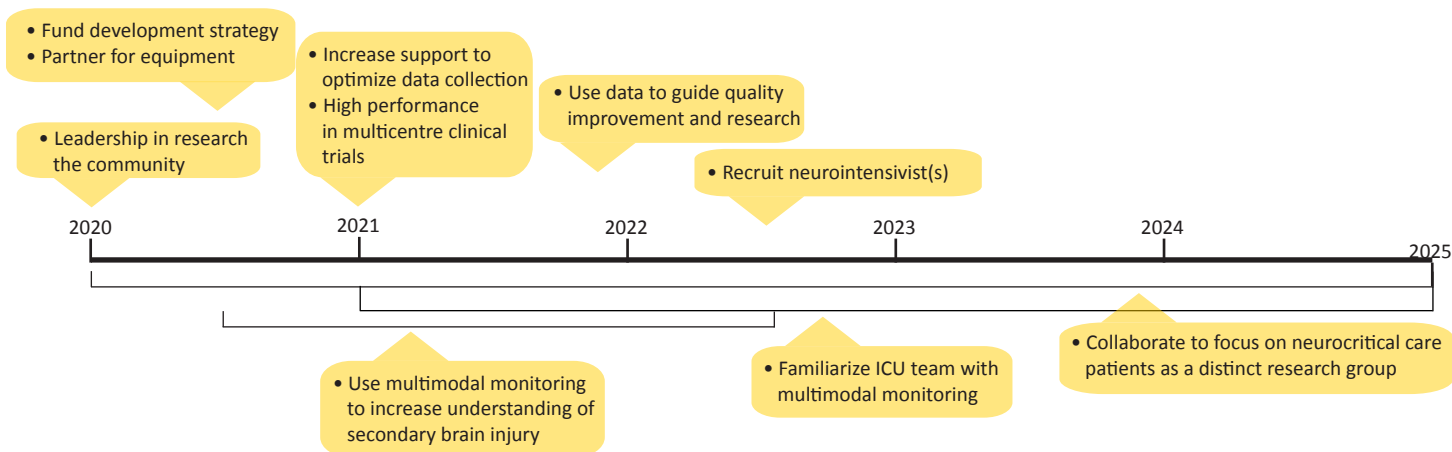 • Fund development strategy
• Partner for equipment
• Leadership in research
the community
• Increase support to
optimize data collection
• High performance
in multicentre clinical
trials
• Use data to guide quality
improvement and research
• Recruit neurointensivist(s)
2020
2021
2022
2023
2024
2025
• Use multimodal monitoring
to increase understanding of
secondary brain injury
• Familiarize ICU team with
multimodal monitoring
• Collaborate to focus on neurocritical care
patients as a distinct research group